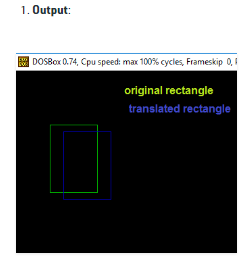 1. Output:
DOSBox 0.74, Cpu speed: max 100% cycles, Frameskip 0,
original rectangle
translated rectangle